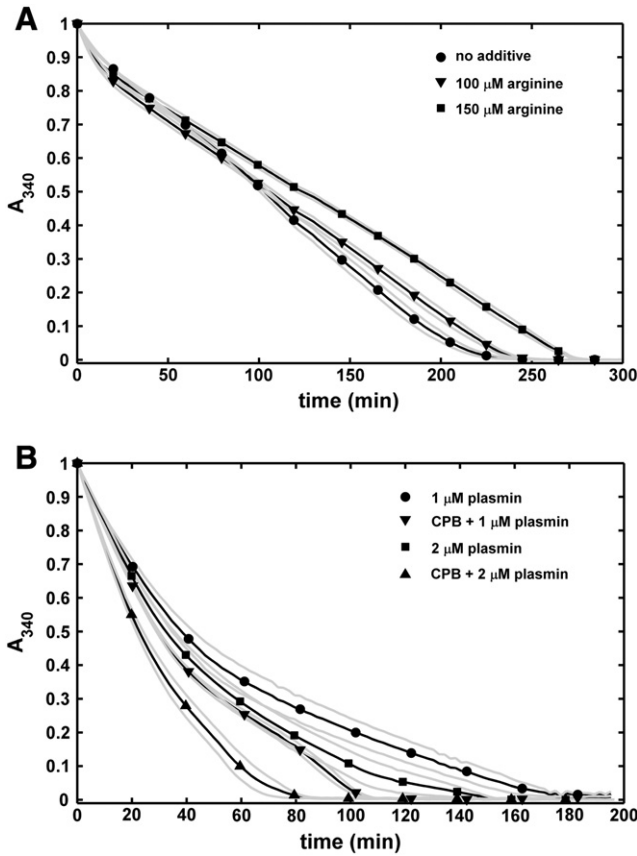 A
1
0.9
0.8
0.7
0.6
0.5
0.4
0.3
0.2
0.1
0
A340
no additive
100 μM arginine
150 μM arginine
0 50 100 150 200 250 300
time (min)
B
1
0.9
0.8
0.7
0.6
0.5
0.4
0.3
0.2
0.1
0
A340
1 μM plasmin
CPB + 1 μM plasmin
2 μM plasmin
CPB + 2 μM plasmin
0 20 40 60 80 100 120 140 160 180 200
time (min)